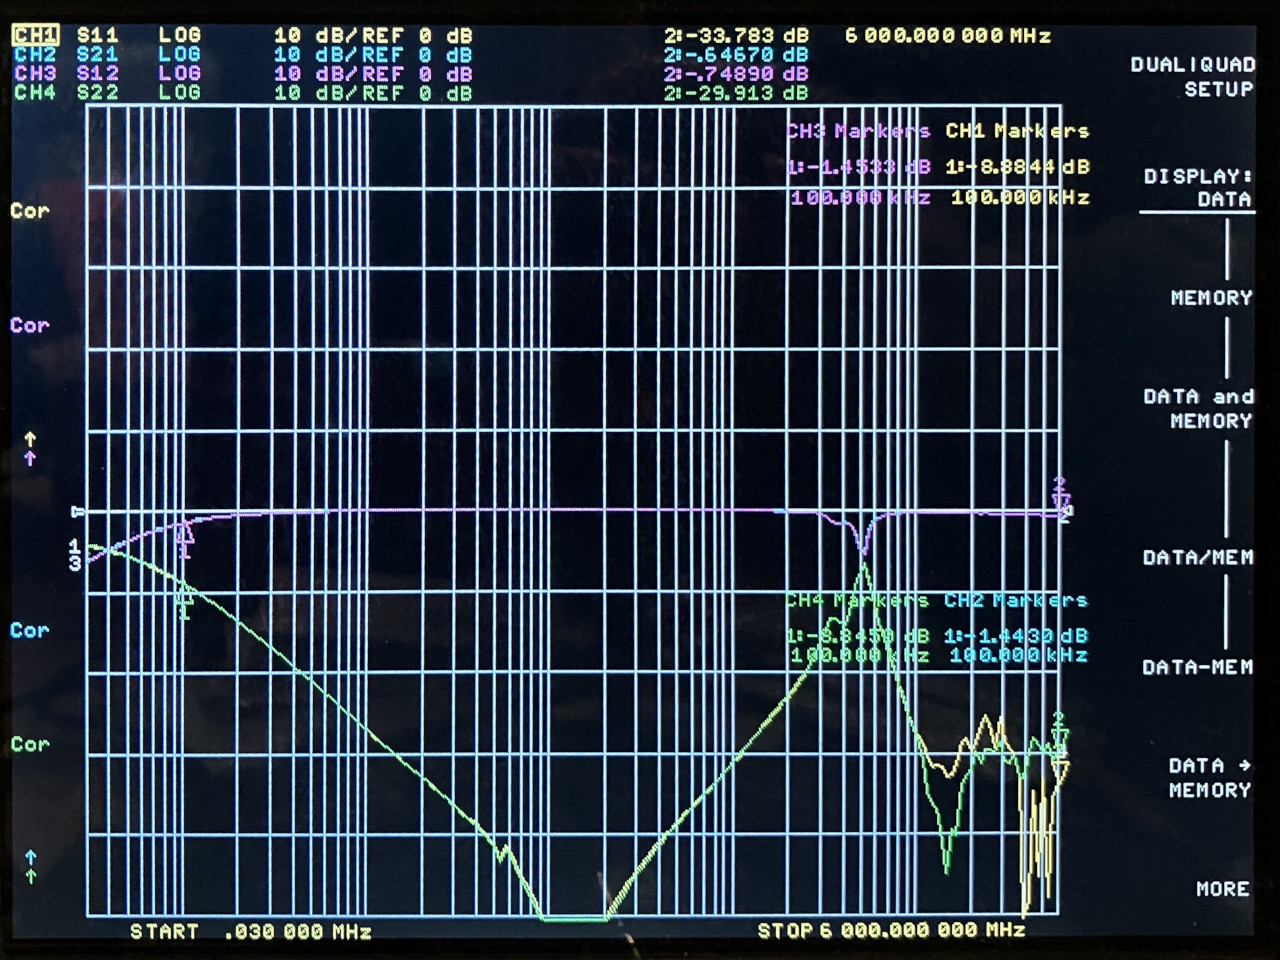 CH1 S11 LOG 10 dB/REF 0 dB 2:-33.783 dB 6 000.000 000 MHz
CH2 S21 LOG 10 dB/REF 0 dB 2:-.64670 dB
CH3 S12 LOG 10 dB/REF 0 dB 2:-.74890 dB
CH4 S22 LOG 10 dB/REF 0 dB 2:-29.913 dB
DUAL|QUAD
SETUP
CH3 Markers CH1 Markers
1:-1.4533 dB 1:-8.8844 dB
100.000 kHz 100.000 kHz
DISPLAY:
DATA
Cor
MEMORY
Cor
DATA and
MEMORY
2
1
3
1
2
DATA/MEM
1
CH4 Markers CH2 Markers
1:-8.8450 dB 1:-1.4430 dB
100.000 kHz 100.000 kHz
Cor
DATA-MEM
2
Cor
DATA →
MEMORY
MORE
START .030 000 MHz STOP 6 000.000 000 MHz